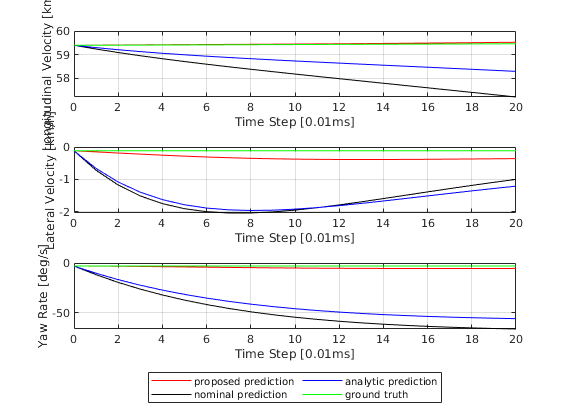 Longitudinal Velocity [km
60
59
58
0 2 4 6 8 10 12 14 16 18 20
Time Step [0.01ms]
Lateral Velocity [km/h]
0
-1
-2
0 2 4 6 8 10 12 14 16 18 20
Time Step [0.01ms]
Yaw Rate [deg/s]
0
-50
0 2 4 6 8 10 12 14 16 18 20
Time Step [0.01ms]
proposed prediction analytic prediction
nominal prediction ground truth